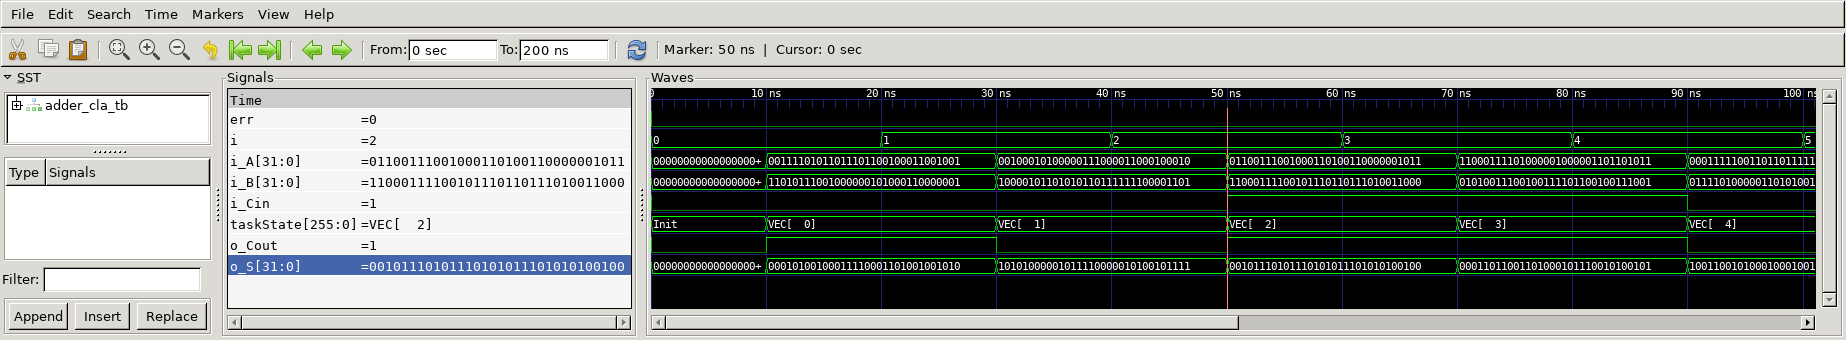 File Edit Search Time Markers View Help
From: 0 sec To: 200 ns Marker: 50 ns | Cursor: 0 sec
SST
adder_cla_tb
Type Signals
Filter:
Append Insert Replace
Signals
Time
err =0
i =2
i_A[31:0] =01100111001000110100110000001011
i_B[31:0] =11000111100101110110111010011000
i_Cin =1
taskState[255:0] =VEC[ 2]
o_Cout =1
o_S[31:0] =00101110101110101011101010100100
Waves
0 10 ns 20 ns 30 ns 40 ns 50 ns 60 ns 70 ns 80 ns 90 ns 100 ns
0 1 2 3 4 5
00000000000000000+ 00111101011011101100100011001001 00100010100000111000011000100010 01100111001000110100110000001011 11000111101000001000001101101011 000111110011011011111
00000000000000000+ 11010111001000000101000110000001 10000101101010110111111100001101 11000111100101110110111010011000 01010011100100111101100100111001 011110100000110101001
Init VEC[ 0] VEC[ 1] VEC[ 2] VEC[ 3] VEC[ 4]
00000000000000000+ 00010100100011110001101001001010 10101000001011110000010100101111 00101110101110101011101010100100 00011011001101000101110010100101 100110010100010001001